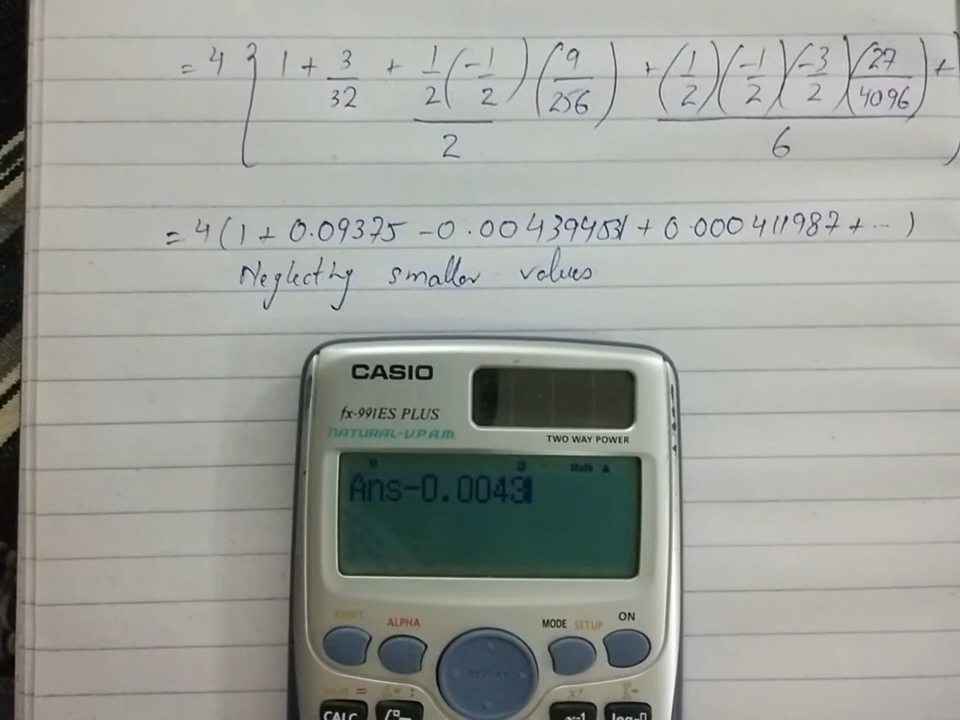 = 4 { 1 + 3/32 + 1/2(-1/2)/2 (9/256) + (1/2)(-1/2)(-3/2)(27/4096)/6 + }
= 4 ( 1 + 0.09375 - 0.004394531 + 0.000411987 + ... )
Neglecting smaller values
CASIO
fx-991ES PLUS
NATURAL-V.P.A.M.
TWO WAY POWER
Math ▲
Ans-0.0043
SHIFT ALPHA MODE SETUP ON
REPLAY
CALC